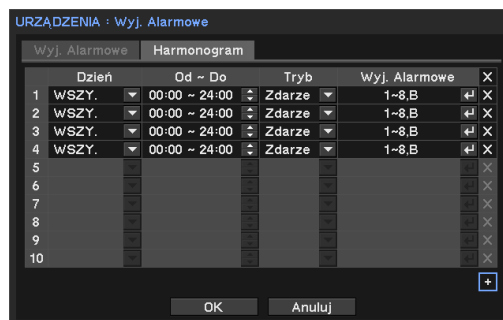 URZĄDZENIA : Wyj. Alarmowe
Wyj. Alarmowe Harmonogram
Dzień Od ~ Do Tryb Wyj. Alarmowe X
1 WSZY. 00:00 ~ 24:00 Zdarze 1~8,B X
2 WSZY. 00:00 ~ 24:00 Zdarze 1~8,B X
3 WSZY. 00:00 ~ 24:00 Zdarze 1~8,B X
4 WSZY. 00:00 ~ 24:00 Zdarze 1~8,B X
5 X
6 X
7 X
8 X
9 X
10 X
+
OK Anuluj